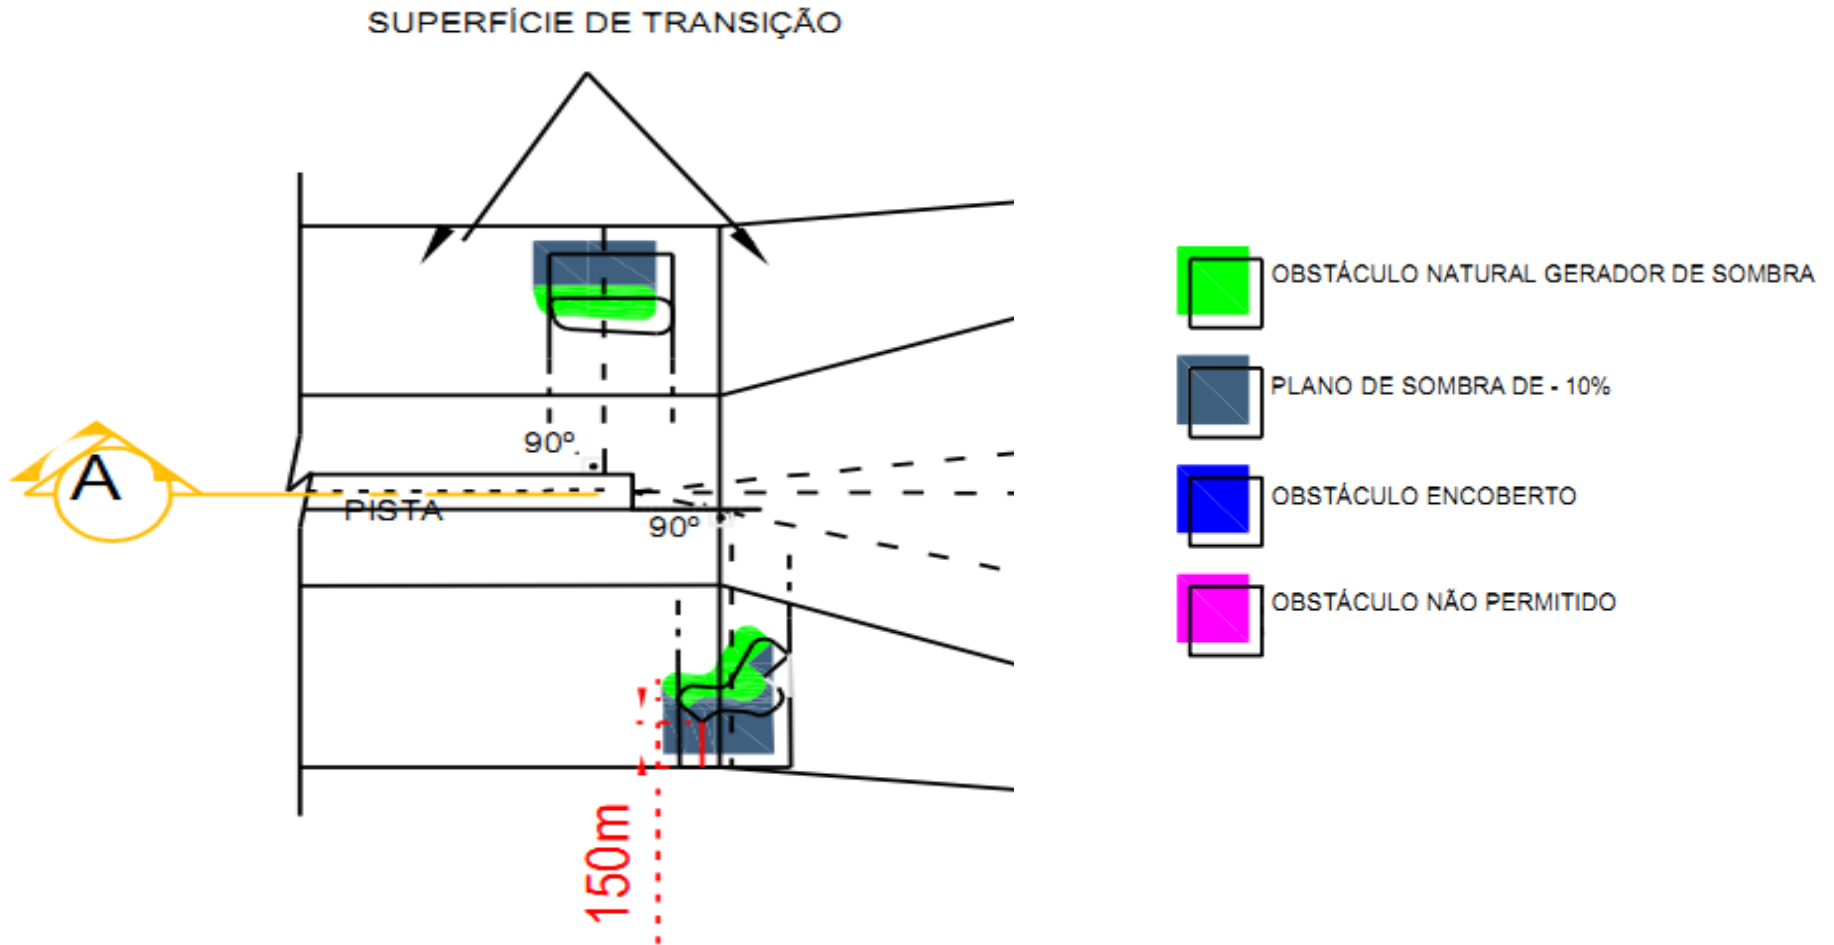 SUPERFÍCIE DE TRANSIÇÃO
OBSTÁCULO NATURAL GERADOR DE SOMBRA
PLANO DE SOMBRA DE - 10%
90º
A
PISTA
90º
OBSTÁCULO ENCOBERTO
OBSTÁCULO NÃO PERMITIDO
150m